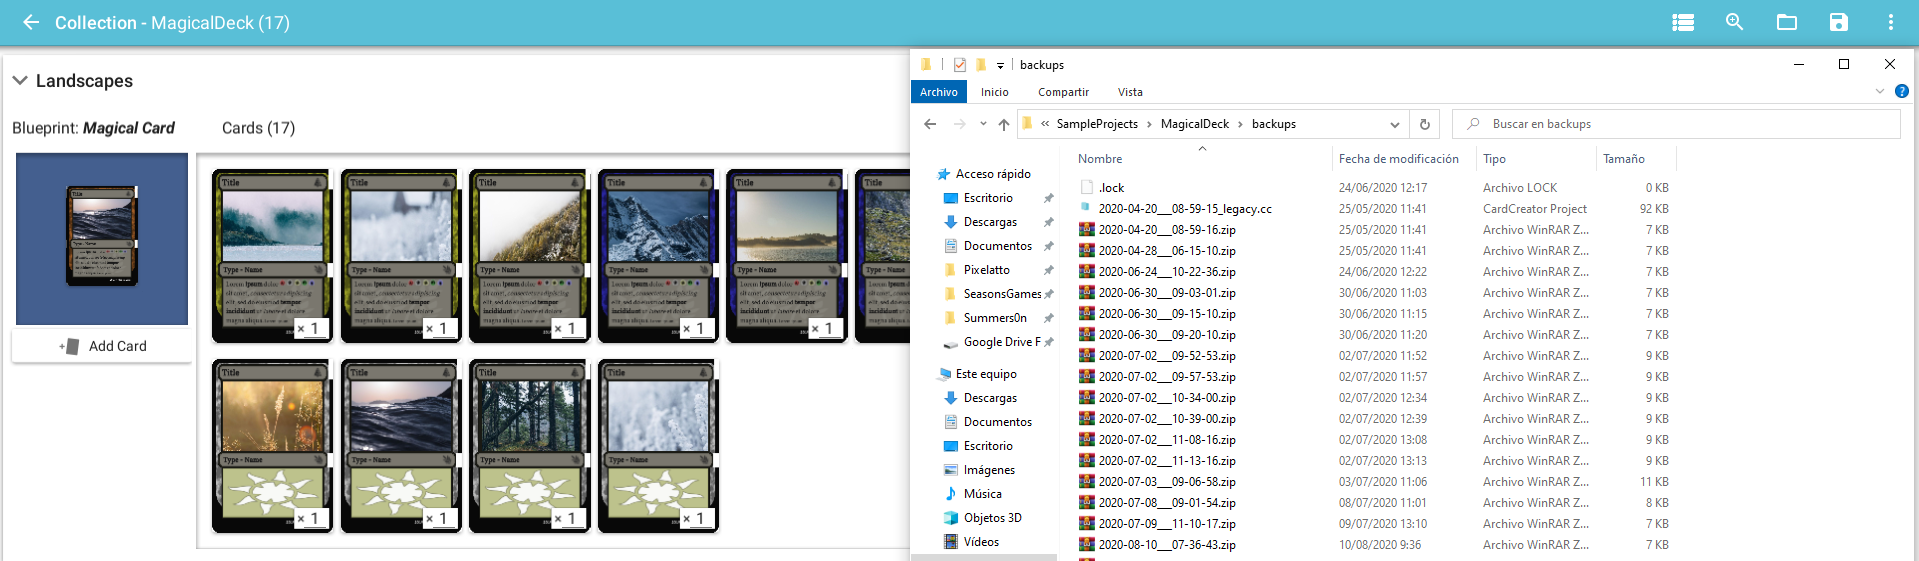 Collection - MagicalDeck (17)
Landscapes
Blueprint: Magical Card
Cards (17)
Title
Type - Name
Add Card
Title Title Title Title Title
Type - Name Type - Name Type - Name Type - Name Type - Name
× 1 × 1 × 1 × 1 × 1
Title Title Title Title
Type - Name Type - Name Type - Name Type - Name
× 1 × 1 × 1 × 1
backups
Archivo Inicio Compartir Vista
« SampleProjects › MagicalDeck › backups
Buscar en backups
Acceso rápido
Escritorio
Descargas
Documentos
Pixelatto
SeasonsGames
Summers0n
Google Drive F
Este equipo
Descargas
Documentos
Escritorio
Imágenes
Música
Objetos 3D
Vídeos
Nombre Fecha de modificación Tipo Tamaño
.lock 24/06/2020 12:17 Archivo LOCK 0 KB
2020-04-20___08-59-15_legacy.cc 25/05/2020 11:41 CardCreator Project 92 KB
2020-04-20___08-59-16.zip 25/05/2020 11:41 Archivo WinRAR Z... 7 KB
2020-04-28___06-15-10.zip 25/05/2020 11:41 Archivo WinRAR Z... 7 KB
2020-06-24___10-22-36.zip 24/06/2020 12:22 Archivo WinRAR Z... 7 KB
2020-06-30___09-03-01.zip 30/06/2020 11:03 Archivo WinRAR Z... 7 KB
2020-06-30___09-15-10.zip 30/06/2020 11:15 Archivo WinRAR Z... 7 KB
2020-06-30___09-20-10.zip 30/06/2020 11:20 Archivo WinRAR Z... 7 KB
2020-07-02___09-52-53.zip 02/07/2020 11:52 Archivo WinRAR Z... 9 KB
2020-07-02___09-57-53.zip 02/07/2020 11:57 Archivo WinRAR Z... 9 KB
2020-07-02___10-34-00.zip 02/07/2020 12:34 Archivo WinRAR Z... 9 KB
2020-07-02___10-39-00.zip 02/07/2020 12:39 Archivo WinRAR Z... 9 KB
2020-07-02___11-08-16.zip 02/07/2020 13:08 Archivo WinRAR Z... 9 KB
2020-07-02___11-13-16.zip 02/07/2020 13:13 Archivo WinRAR Z... 9 KB
2020-07-03___09-06-58.zip 03/07/2020 11:06 Archivo WinRAR Z... 11 KB
2020-07-08___09-01-54.zip 08/07/2020 11:01 Archivo WinRAR Z... 8 KB
2020-07-09___11-10-17.zip 09/07/2020 13:10 Archivo WinRAR Z... 7 KB
2020-08-10___07-36-43.zip 10/08/2020 9:36 Archivo WinRAR Z... 7 KB